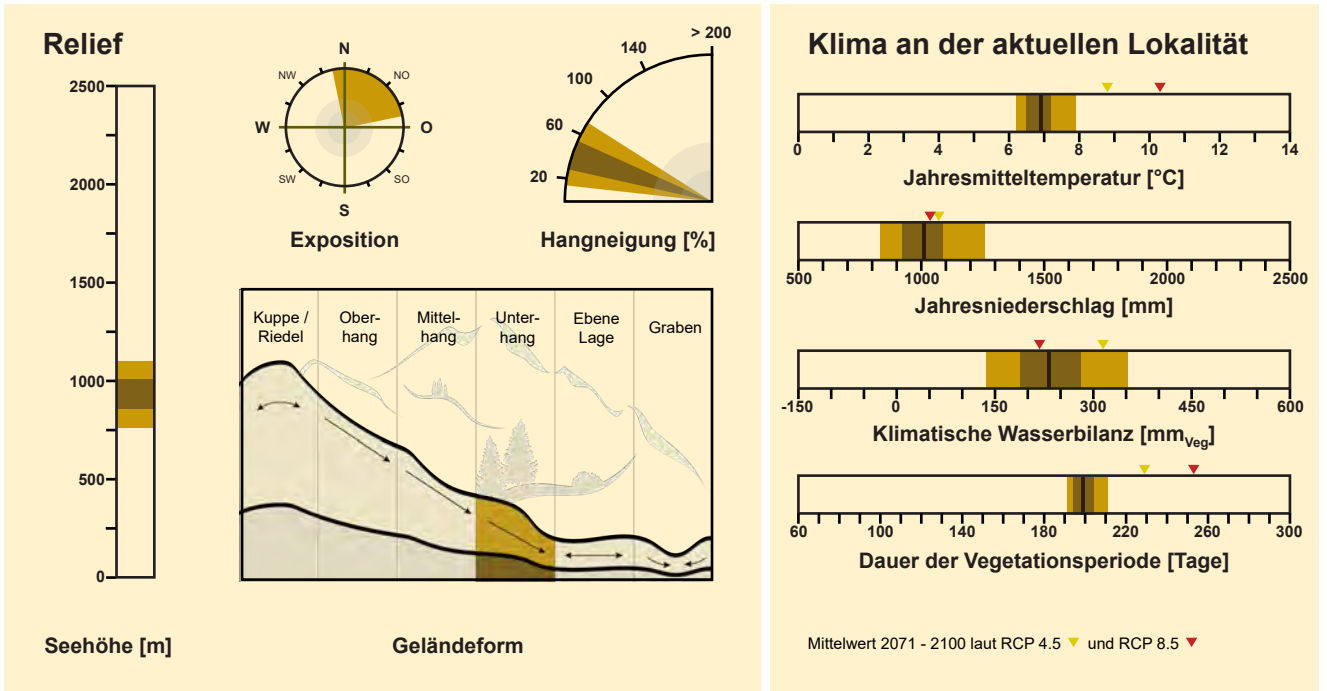 Relief
2500
2000
1500
1000
500
0
Seehöhe [m]
N
NO
O
SO
S
SW
W
NW
Exposition
20
60
100
140
> 200
Hangneigung [%]
Kuppe /
Riedel
Ober-
hang
Mittel-
hang
Unter-
hang
Ebene
Lage
Graben
Geländeform
Klima an der aktuellen Lokalität
0 2 4 6 8 10 12 14
Jahresmitteltemperatur [°C]
500 1000 1500 2000 2500
Jahresniederschlag [mm]
-150 0 150 300 450 600
Klimatische Wasserbilanz [mmVeg]
60 100 140 180 220 260 300
Dauer der Vegetationsperiode [Tage]
Mittelwert 2071 - 2100 laut RCP 4.5 und RCP 8.5